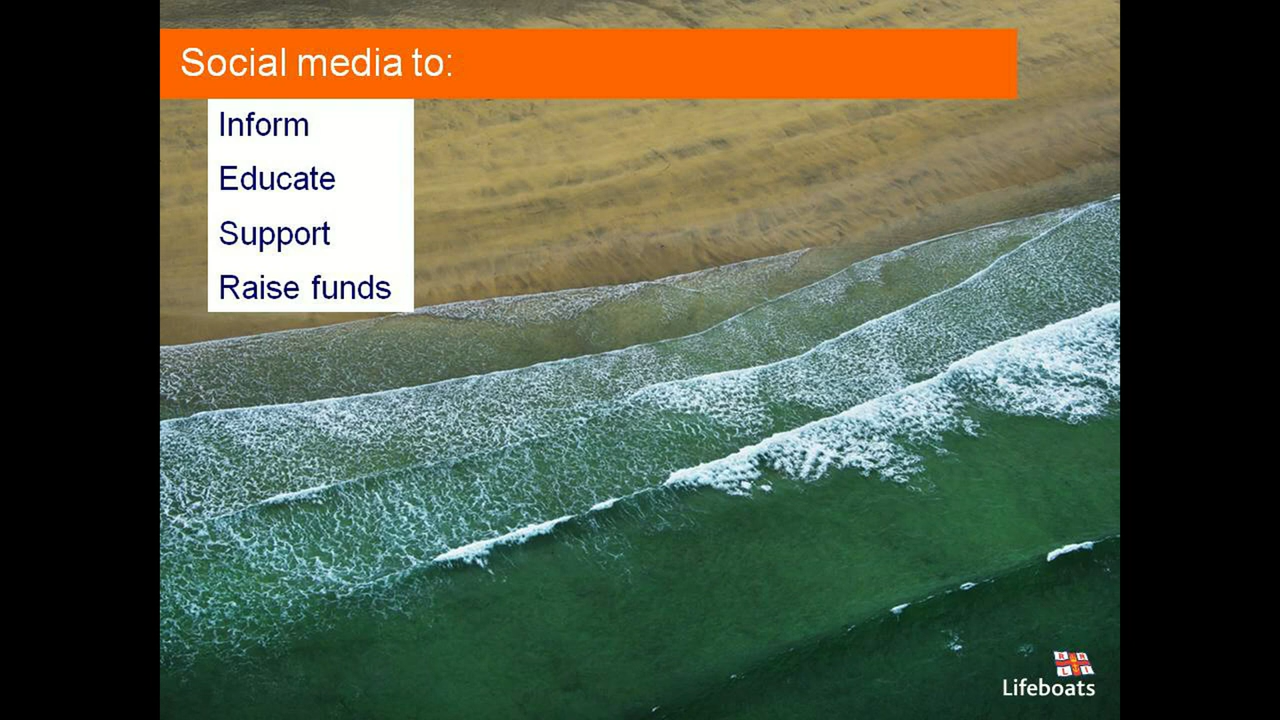 Social media to:
Inform
Educate
Support
Raise funds
R N
L I
Lifeboats